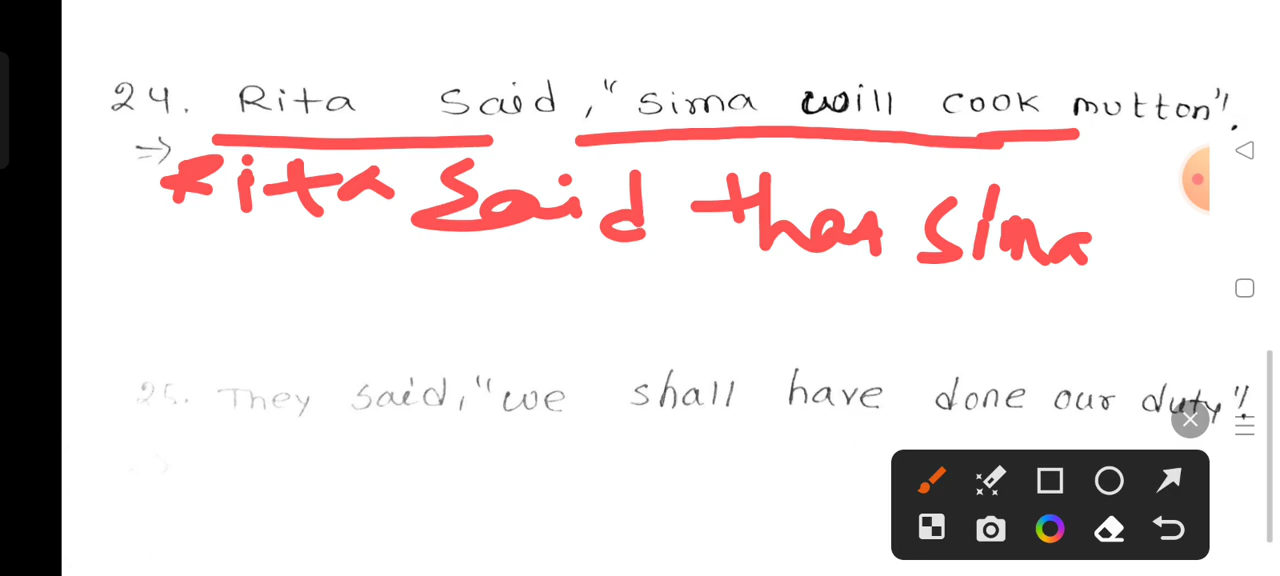 24. Rita said, "Sima will cook mutton".
⇒ Rita Said that Sima
25. They said, "we shall have done our duty".